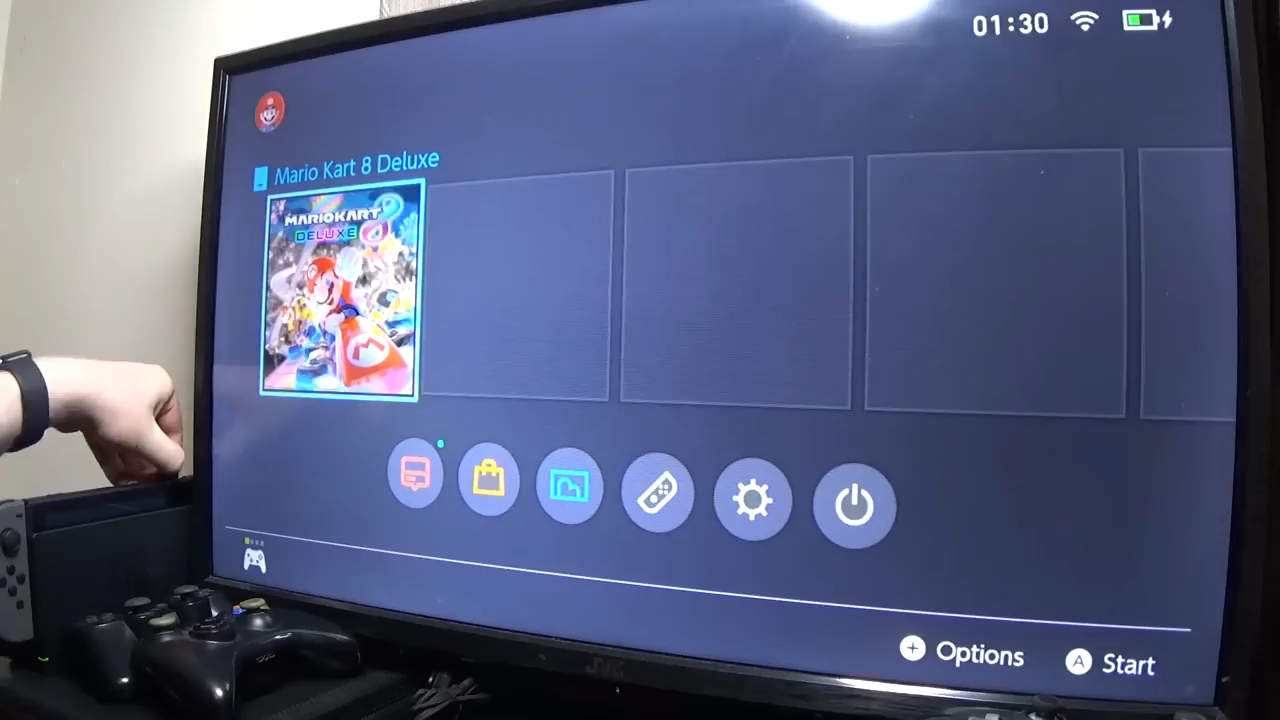 01:30
Mario Kart 8 Deluxe
MARIOKART 8
DELUXE
M
JVC
+ Options
A Start